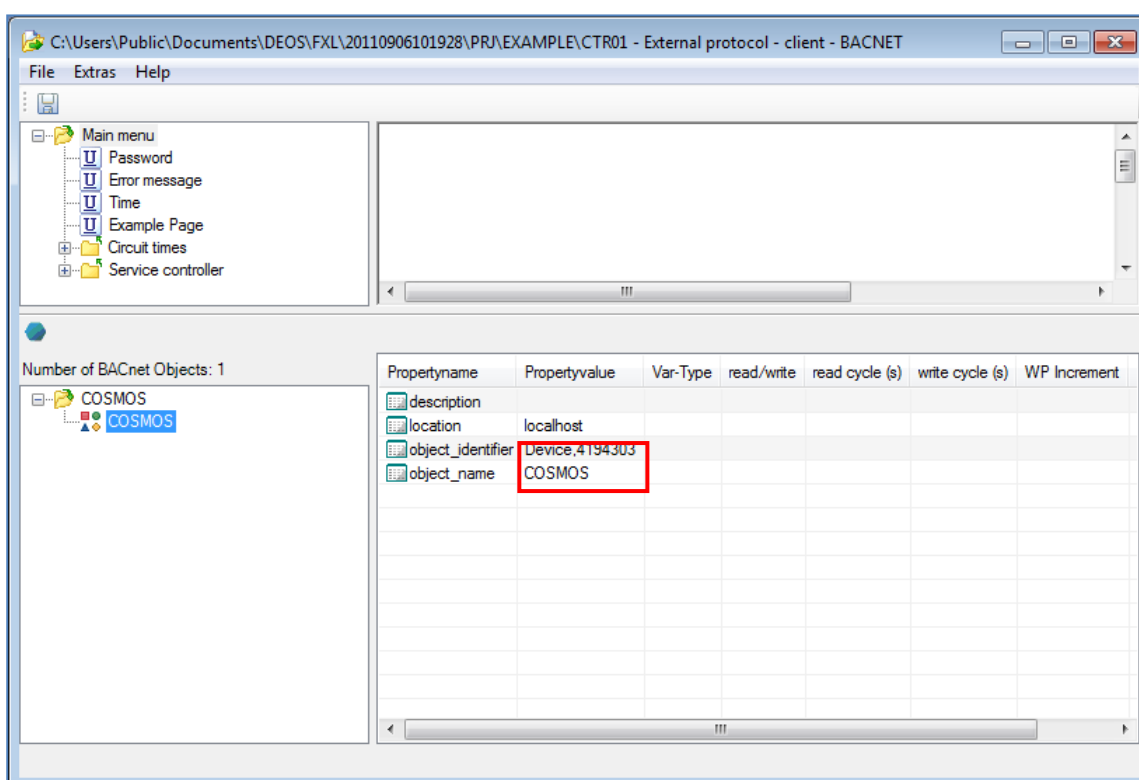 C:\Users\Public\Documents\DEOS\FXL\20110906101928\PRJ\EXAMPLE\CTR01 - External protocol - client - BACNET
File Extras Help
Main menu
U Password
U Error message
U Time
U Example Page
Circuit times
Service controller
Number of BACnet Objects: 1
COSMOS
COSMOS
Propertyname Propertyvalue Var-Type read/write read cycle (s) write cycle (s) WP Increment
description
location localhost
object_identifier Device,4194303
object_name COSMOS